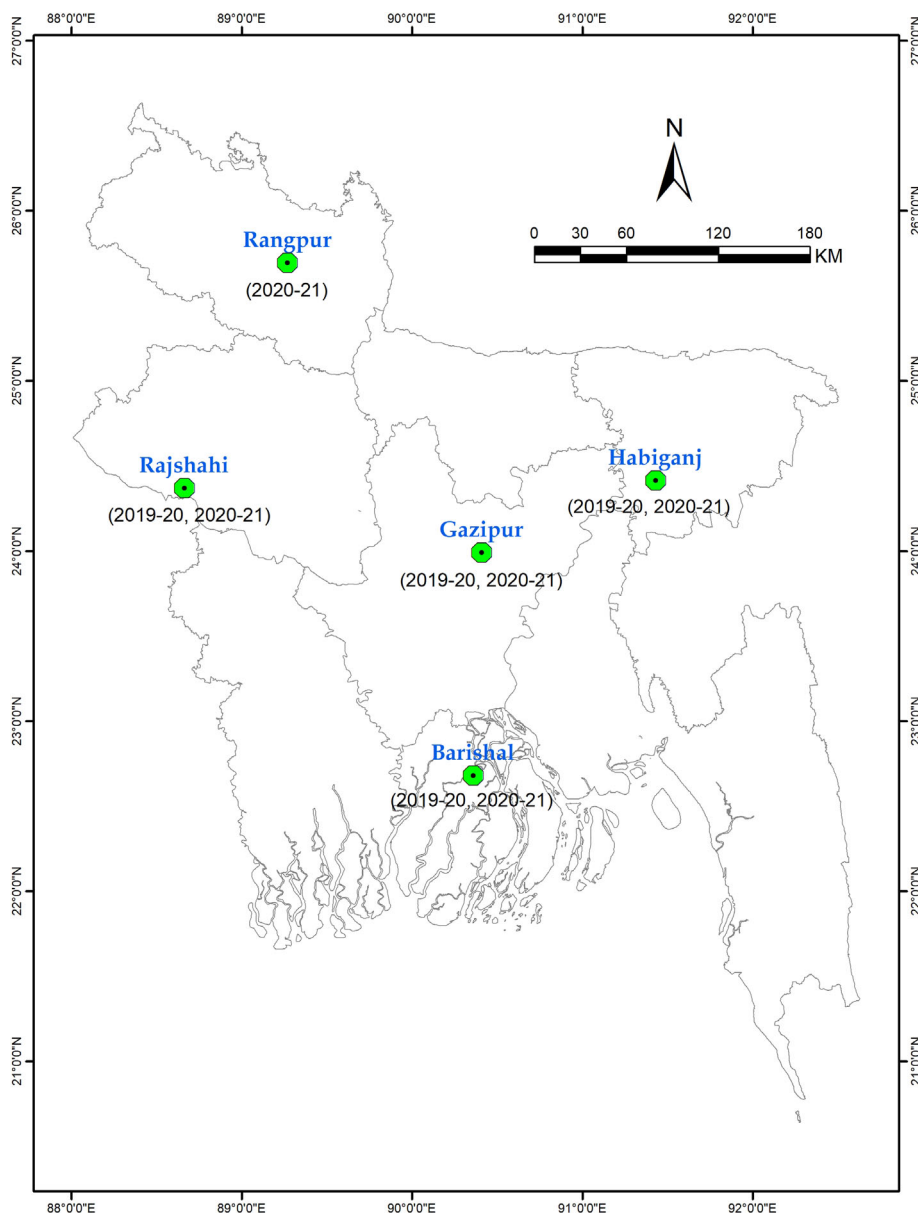 88°0'0"E 89°0'0"E 90°0'0"E 91°0'0"E 92°0'0"E
27°0'0"N 27°0'0"N
N
26°0'0"N 26°0'0"N
Rangpur
0 30 60 120 180
KM
(2020-21)
25°0'0"N 25°0'0"N
Rajshahi
Habiganj
(2019-20, 2020-21)
(2019-20, 2020-21)
Gazipur
24°0'0"N 24°0'0"N
(2019-20, 2020-21)
23°0'0"N 23°0'0"N
Barishal
(2019-20, 2020-21)
22°0'0"N 22°0'0"N
21°0'0"N 21°0'0"N
88°0'0"E 89°0'0"E 90°0'0"E 91°0'0"E 92°0'0"E